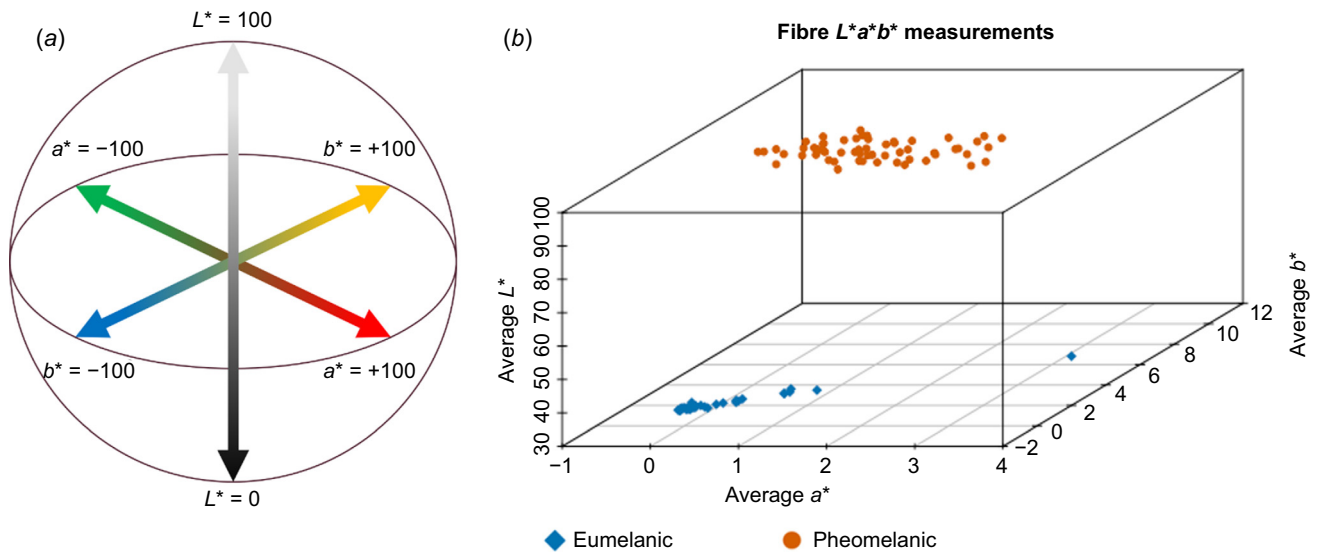 (a)
L* = 100
a* = −100
b* = +100
b* = −100
a* = +100
L* = 0
(b)
Fibre L*a*b* measurements
Average L*
100
90
80
70
60
50
40
30
−1
0
1
2
3
4
Average a*
−2
0
2
4
6
8
10
12
Average b*
Eumelanic
Pheomelanic